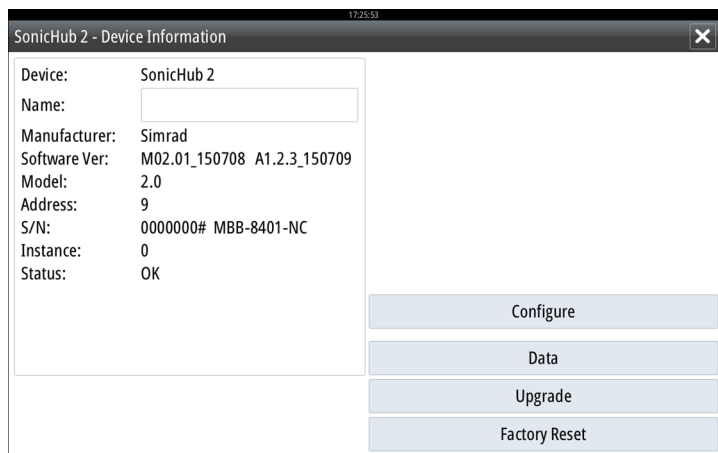 17:25:53
SonicHub 2 - Device Information
Device: SonicHub 2
Name:
Manufacturer: Simrad
Software Ver: M02.01_150708 A1.2.3_150709
Model: 2.0
Address: 9
S/N: 0000000# MBB-8401-NC
Instance: 0
Status: OK
Configure
Data
Upgrade
Factory Reset